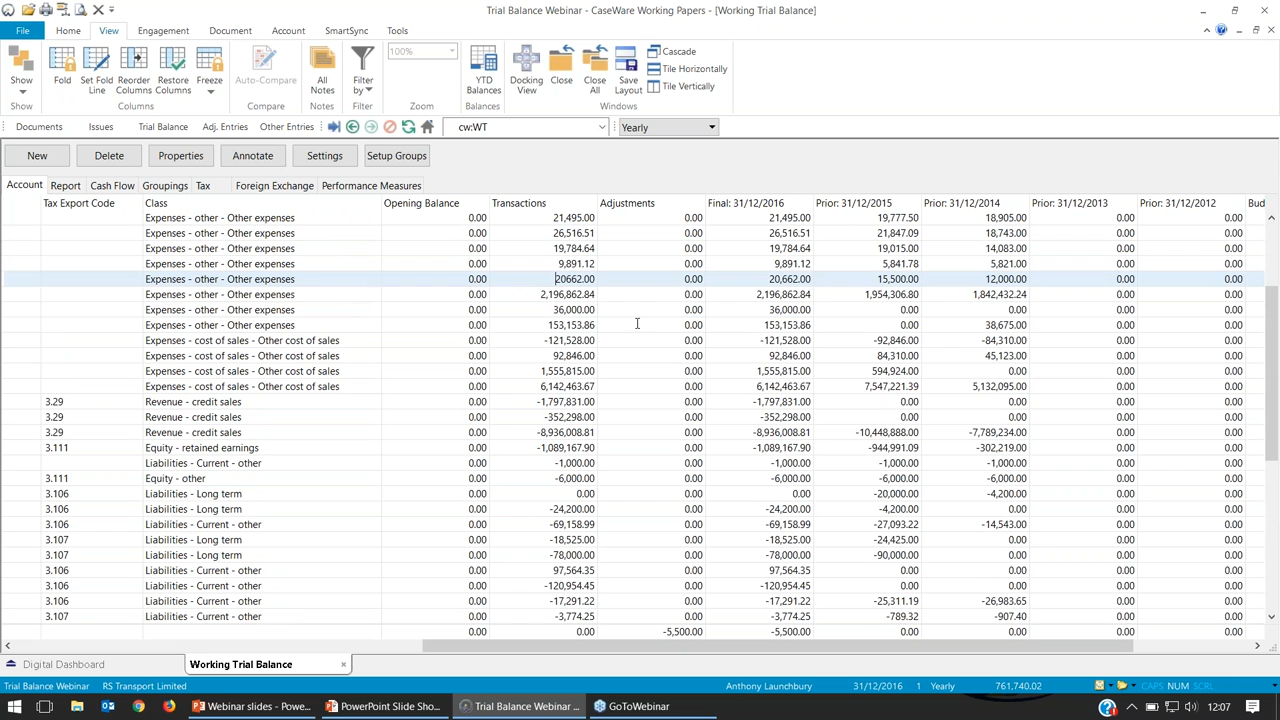 Trial Balance Webinar - CaseWare Working Papers - [Working Trial Balance]
File Home View Engagement Document Account SmartSync Tools
Show Fold Set Fold Line Reorder Columns Restore Columns Freeze Auto-Compare All Notes Filter by 100% YTD Balances Docking View Close Close All Save Layout Cascade Tile Horizontally Tile Vertically
Show Columns Compare Notes Filter Zoom Balances Windows
Documents Issues Trial Balance Adj. Entries Other Entries cw:WT Yearly
New Delete Properties Annotate Settings Setup Groups
Account Report Cash Flow Groupings Tax Foreign Exchange Performance Measures
Tax Export Code Class Opening Balance Transactions Adjustments Final: 31/12/2016 Prior: 31/12/2015 Prior: 31/12/2014 Prior: 31/12/2013 Prior: 31/12/2012 Bud
Expenses - other - Other expenses 0.00 21,495.00 0.00 21,495.00 19,777.50 18,905.00 0.00 0.00
Expenses - other - Other expenses 0.00 26,516.51 0.00 26,516.51 21,847.09 18,743.00 0.00 0.00
Expenses - other - Other expenses 0.00 19,784.64 0.00 19,784.64 19,015.00 14,083.00 0.00 0.00
Expenses - other - Other expenses 0.00 9,891.12 0.00 9,891.12 5,841.78 5,821.00 0.00 0.00
Expenses - other - Other expenses 0.00 20662.00 0.00 20,662.00 15,500.00 12,000.00 0.00 0.00
Expenses - other - Other expenses 0.00 2,196,862.84 0.00 2,196,862.84 1,954,306.80 1,842,432.24 0.00 0.00
Expenses - other - Other expenses 0.00 36,000.00 0.00 36,000.00 0.00 0.00 0.00 0.00
Expenses - other - Other expenses 0.00 153,153.86 0.00 153,153.86 0.00 38,675.00 0.00 0.00
Expenses - cost of sales - Other cost of sales 0.00 -121,528.00 0.00 -121,528.00 -92,846.00 -84,310.00 0.00 0.00
Expenses - cost of sales - Other cost of sales 0.00 92,846.00 0.00 92,846.00 84,310.00 45,123.00 0.00 0.00
Expenses - cost of sales - Other cost of sales 0.00 1,555,815.00 0.00 1,555,815.00 594,924.00 0.00 0.00 0.00
Expenses - cost of sales - Other cost of sales 0.00 6,142,463.67 0.00 6,142,463.67 7,547,221.39 5,132,095.00 0.00 0.00
3.29 Revenue - credit sales 0.00 -1,797,831.00 0.00 -1,797,831.00 0.00 0.00 0.00 0.00
3.29 Revenue - credit sales 0.00 -352,298.00 0.00 -352,298.00 0.00 0.00 0.00 0.00
3.29 Revenue - credit sales 0.00 -8,936,008.81 0.00 -8,936,008.81 -10,448,888.00 -7,789,234.00 0.00 0.00
3.111 Equity - retained earnings 0.00 -1,089,167.90 0.00 -1,089,167.90 -944,991.09 -302,219.00 0.00 0.00
Liabilities - Current - other 0.00 -1,000.00 0.00 -1,000.00 -1,000.00 -1,000.00 0.00 0.00
3.111 Equity - other 0.00 -6,000.00 0.00 -6,000.00 -6,000.00 -6,000.00 0.00 0.00
3.106 Liabilities - Long term 0.00 0.00 0.00 0.00 -20,000.00 -4,200.00 0.00 0.00
3.106 Liabilities - Long term 0.00 -24,200.00 0.00 -24,200.00 -4,200.00 0.00 0.00 0.00
3.106 Liabilities - Current - other 0.00 -69,158.99 0.00 -69,158.99 -27,093.22 -14,543.00 0.00 0.00
3.107 Liabilities - Long term 0.00 -18,525.00 0.00 -18,525.00 -24,425.00 0.00 0.00 0.00
3.107 Liabilities - Long term 0.00 -78,000.00 0.00 -78,000.00 -90,000.00 0.00 0.00 0.00
3.106 Liabilities - Current - other 0.00 97,564.35 0.00 97,564.35 0.00 0.00 0.00 0.00
3.106 Liabilities - Current - other 0.00 -120,954.45 0.00 -120,954.45 0.00 0.00 0.00 0.00
3.106 Liabilities - Current - other 0.00 -17,291.22 0.00 -17,291.22 -25,311.19 -26,983.65 0.00 0.00
3.107 Liabilities - Current - other 0.00 -3,774.25 0.00 -3,774.25 -789.32 -907.40 0.00 0.00
0.00 0.00 -5,500.00 -5,500.00 0.00 0.00 0.00 0.00
Digital Dashboard Working Trial Balance
Trial Balance Webinar RS Transport Limited Anthony Launchbury 31/12/2016 1 Yearly 761,740.02 CAPS NUM SCRL
Webinar slides - Powe... PowerPoint Slide Sho... Trial Balance Webinar ... GoToWebinar 12:07